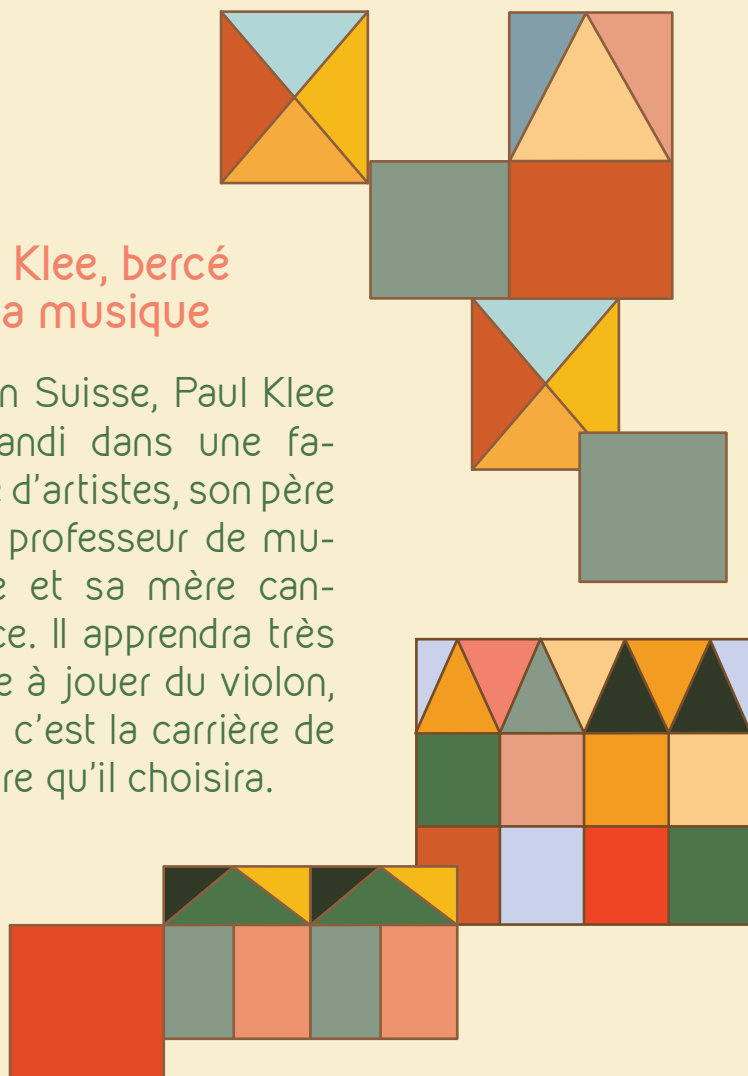 Klee, bercé
a musique
n Suisse, Paul Klee
andi dans une fa-
d'artistes, son père
professeur de mu-
et sa mère can-
ce. Il apprendra très
à jouer du violon,
c'est la carrière de
re qu'il choisira.